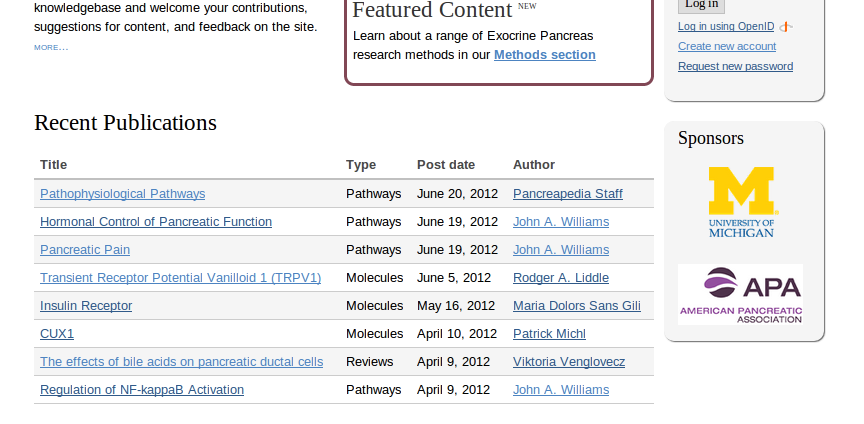 knowledgebase and welcome your contributions,
suggestions for content, and feedback on the site.
MORE...
Featured Content NEW
Learn about a range of Exocrine Pancreas
research methods in our Methods section
Log in
Log in using OpenID
Create new account
Request new password
Recent Publications
Title Type Post date Author
Pathophysiological Pathways Pathways June 20, 2012 Pancreapedia Staff
Hormonal Control of Pancreatic Function Pathways June 19, 2012 John A. Williams
Pancreatic Pain Pathways June 19, 2012 John A. Williams
Transient Receptor Potential Vanilloid 1 (TRPV1) Molecules June 5, 2012 Rodger A. Liddle
Insulin Receptor Molecules May 16, 2012 Maria Dolors Sans Gili
CUX1 Molecules April 10, 2012 Patrick Michl
The effects of bile acids on pancreatic ductal cells Reviews April 9, 2012 Viktoria Venglovecz
Regulation of NF-kappaB Activation Pathways April 9, 2012 John A. Williams
Sponsors
M
UNIVERSITY OF
MICHIGAN
APA
AMERICAN PANCREATIC
ASSOCIATION